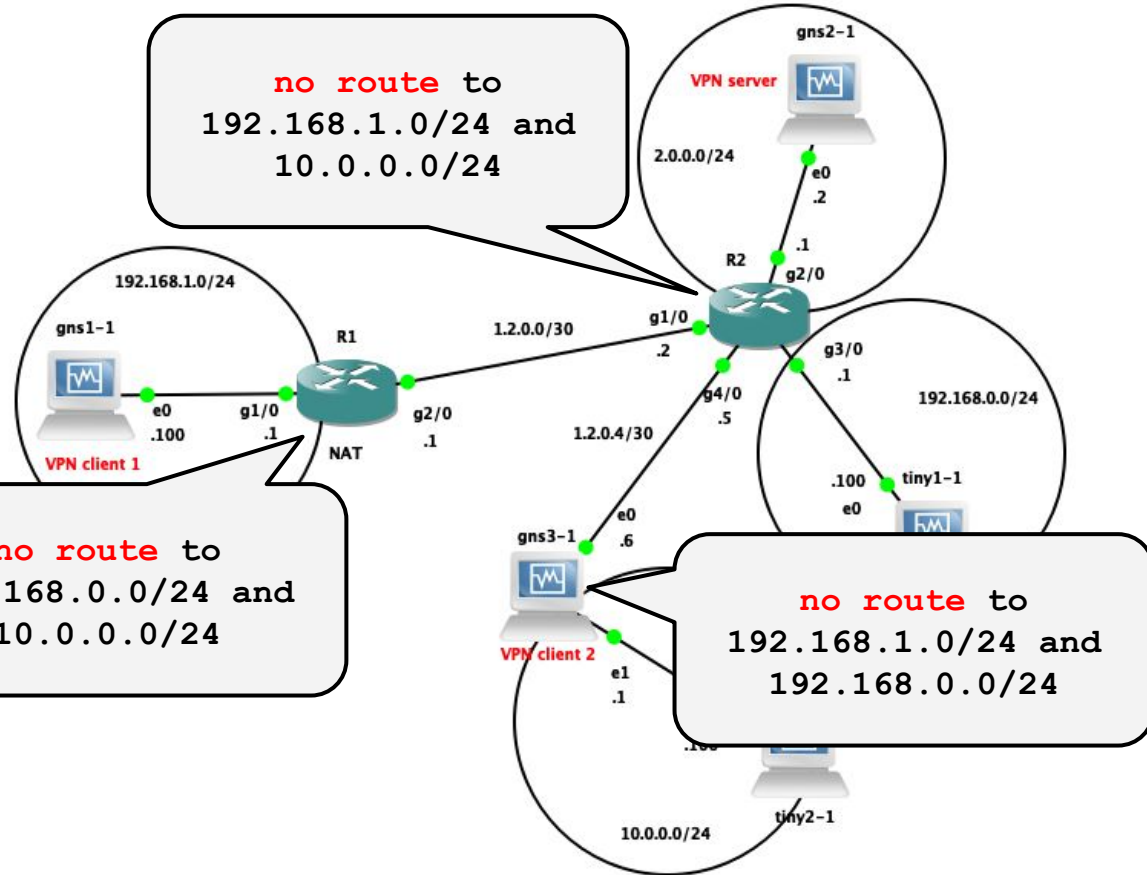 gns2-1
VPN server
no route to
192.168.1.0/24 and
10.0.0.0/24
2.0.0.0/24
e0
.2
.1
R2
g2/0
192.168.1.0/24
gns1-1
R1
1.2.0.0/30
g1/0
.2
g3/0
.1
e0
.100
g1/0
.1
g2/0
.1
NAT
VPN client 1
g4/0
.5
1.2.0.4/30
192.168.0.0/24
.100
e0
tiny1-1
no route to
.168.0.0/24 and
10.0.0.0/24
gns3-1
e0
.6
no route to
192.168.1.0/24 and
192.168.0.0/24
VPN client 2
e1
.1
tiny2-1
10.0.0.0/24